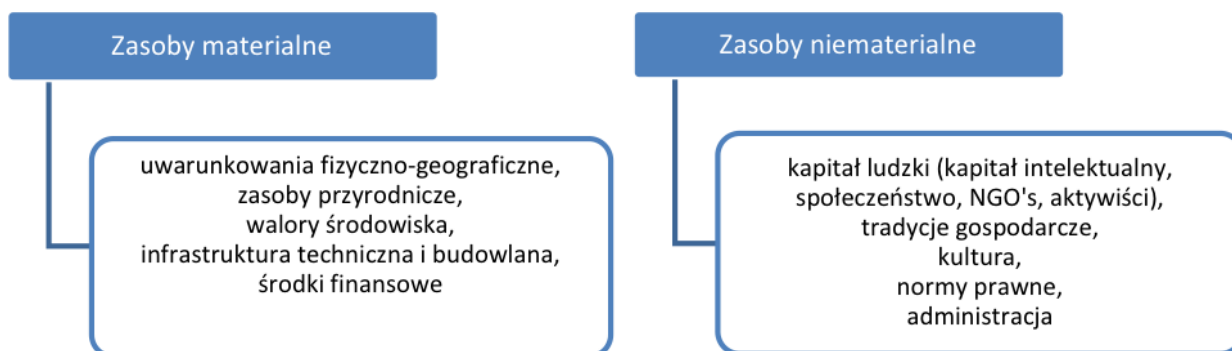 Zasoby materialne
uwarunkowania fizyczno-geograficzne,
zasoby przyrodnicze,
walory środowiska,
infrastruktura techniczna i budowlana,
środki finansowe
Zasoby niematerialne
kapitał ludzki (kapitał intelektualny,
społeczeństwo, NGO's, aktywiści),
tradycje gospodarcze,
kultura,
normy prawne,
administracja